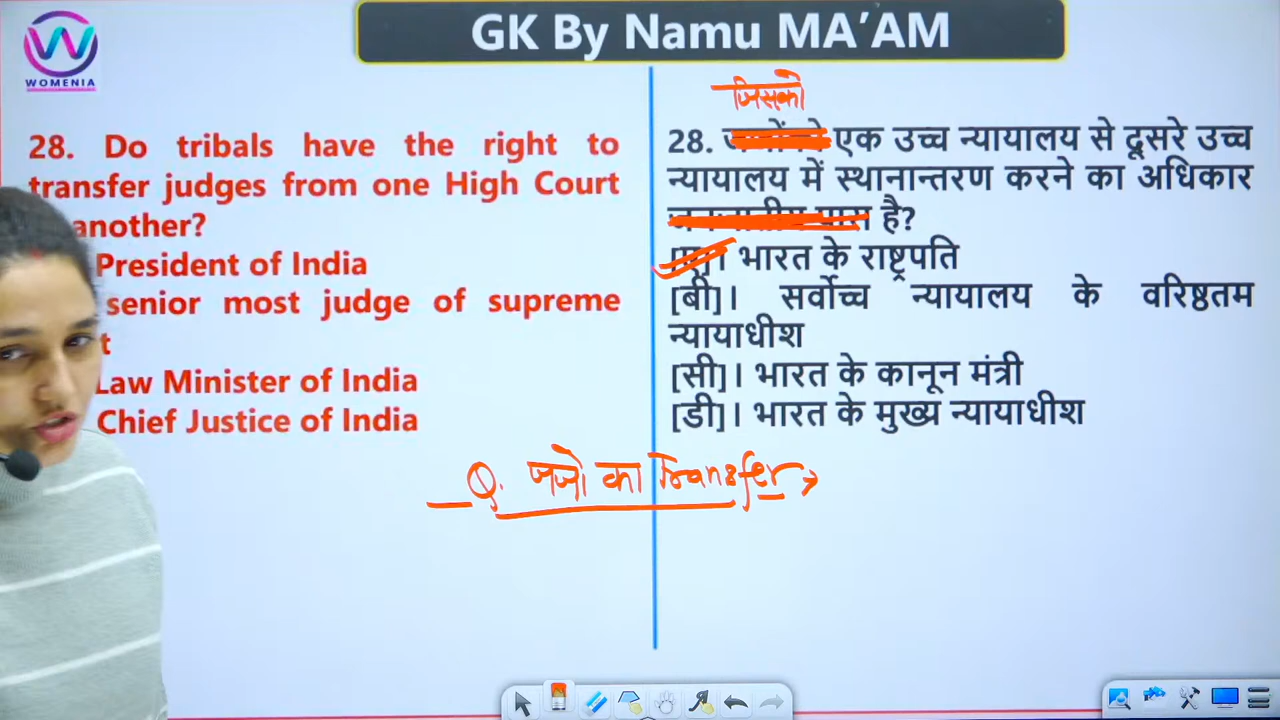 WOMENIA
GK By Namu MA’AM
28. Do tribals have the right to
transfer judges from one High Court
another?
President of India
senior most judge of supreme
t
Law Minister of India
Chief Justice of India
जिसको
28. एक उच्च न्यायालय से दूसरे उच्च
न्यायालय में स्थानान्तरण करने का अधिकार
है?
भारत के राष्ट्रपति
[बी]। सर्वोच्च न्यायालय के वरिष्ठतम
न्यायाधीश
[सी]। भारत के कानून मंत्री
[डी]। भारत के मुख्य न्यायाधीश
Q. जजो का Transfer →